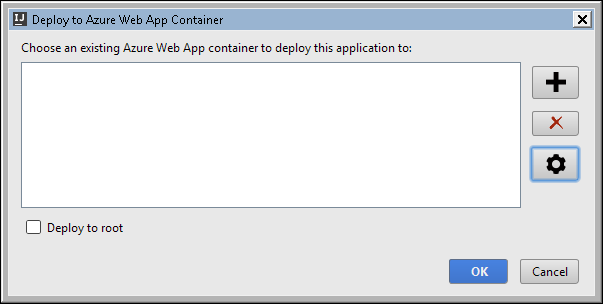 IJ Deploy to Azure Web App Container
Choose an existing Azure Web App container to deploy this application to:
Deploy to root
OK Cancel